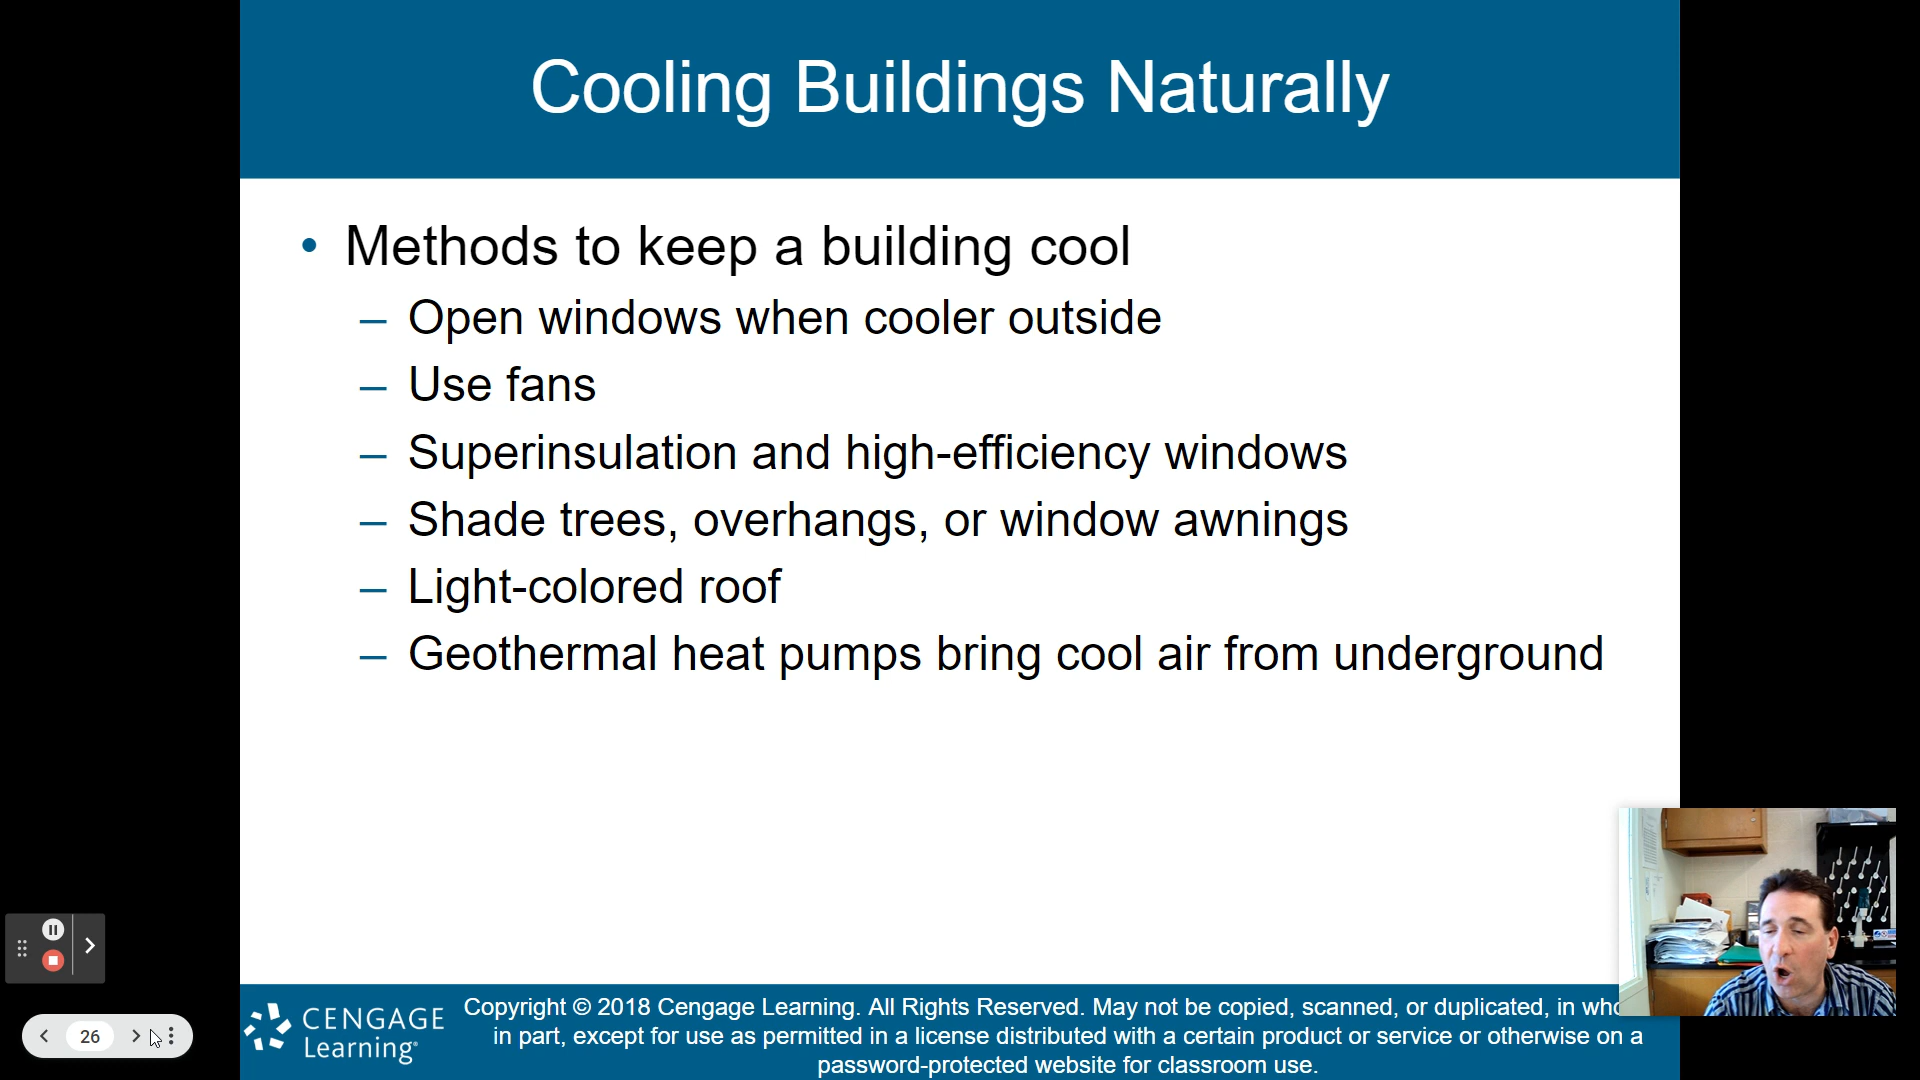 Cooling Buildings Naturally
• Methods to keep a building cool
– Open windows when cooler outside
– Use fans
– Superinsulation and high-efficiency windows
– Shade trees, overhangs, or window awnings
– Light-colored roof
– Geothermal heat pumps bring cool air from underground
CENGAGE
Learning®
Copyright © 2018 Cengage Learning. All Rights Reserved. May not be copied, scanned, or duplicated, in
in part, except for use as permitted in a license distributed with a certain product or service or otherwise on a
password-protected website for classroom use.
26